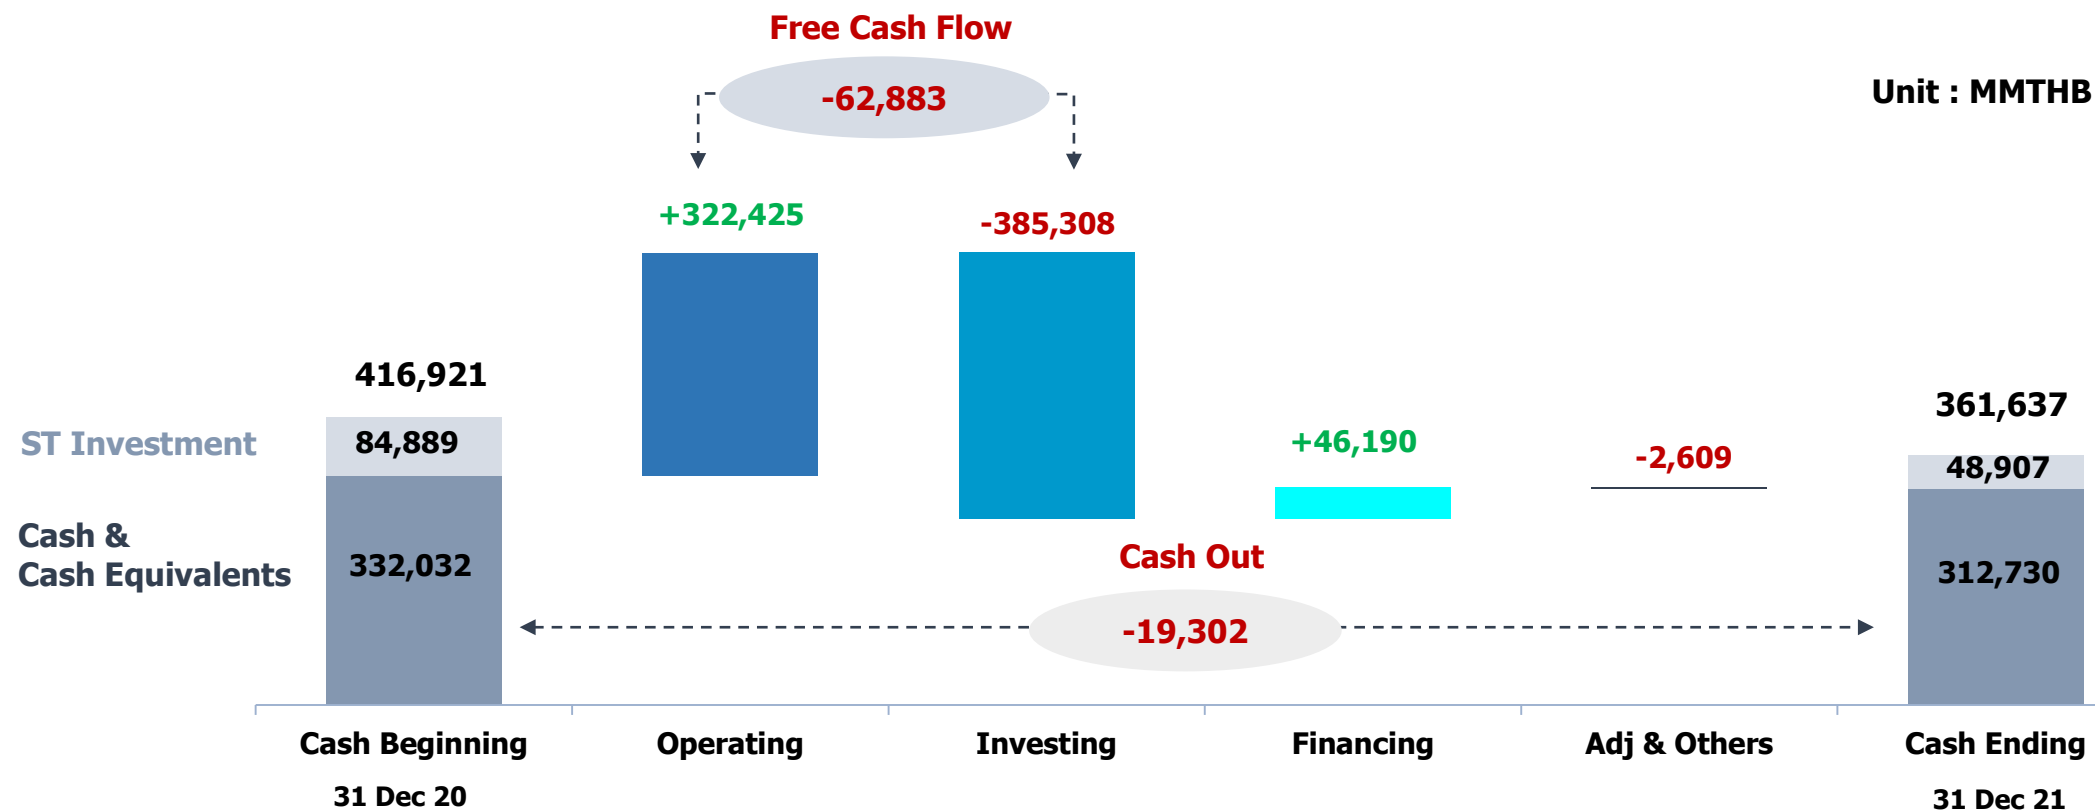 Free Cash Flow
-62,883
Unit : MMTHB
+322,425
-385,308
416,921
361,637
ST Investment
84,889
+46,190
-2,609
48,907
Cash &
Cash Equivalents
332,032
Cash Out
312,730
-19,302
Cash Beginning
Operating
Investing
Financing
Adj & Others
Cash Ending
31 Dec 20
31 Dec 21